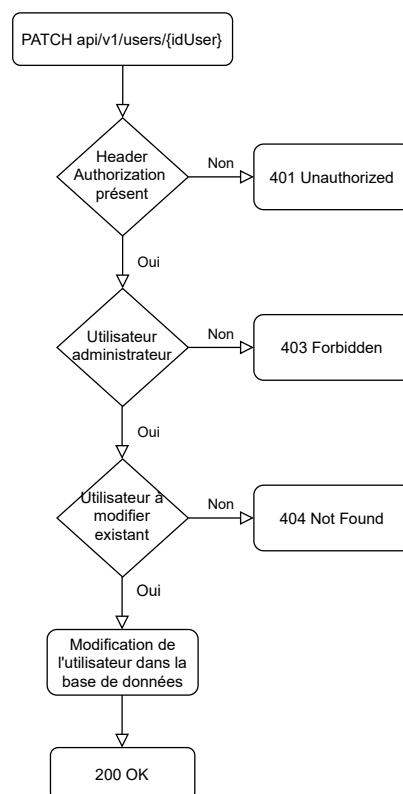 PATCH api/v1/users/{idUser}
Header
Authorization
présent
Non
401 Unauthorized
Oui
Utilisateur
administrateur
Non
403 Forbidden
Oui
Utilisateur à
modifier
existant
Non
404 Not Found
Oui
Modification de
l'utilisateur dans la
base de données
200 OK